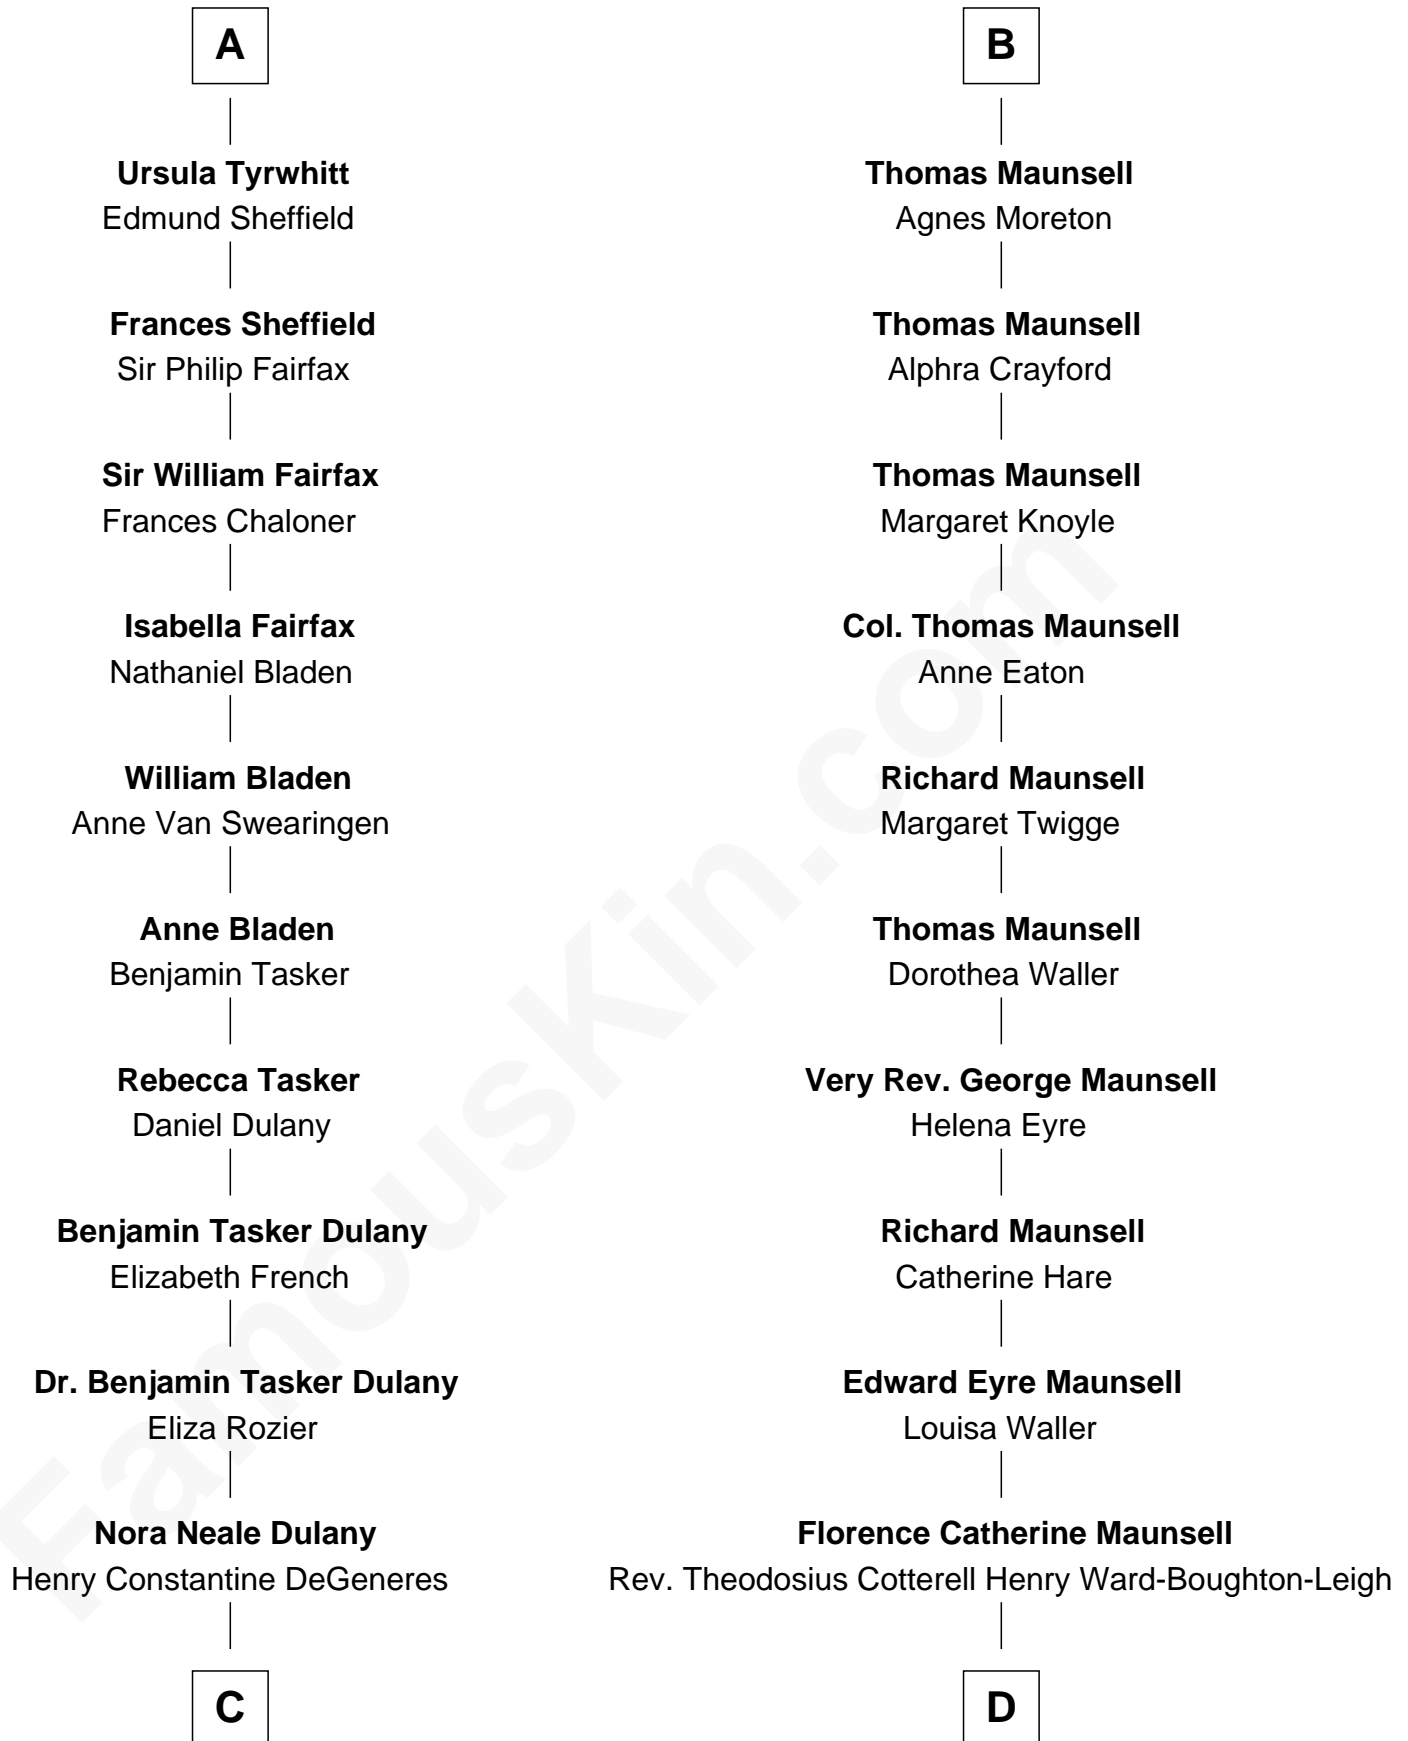 A
Ursula Tyrwhitt
Edmund Sheffield
Frances Sheffield
Sir Philip Fairfax
Sir William Fairfax
Frances Chaloner
Isabella Fairfax
Nathaniel Bladen
William Bladen
Anne Van Swearingen
Anne Bladen
Benjamin Tasker
Rebecca Tasker
Daniel Dulany
Benjamin Tasker Dulany
Elizabeth French
Dr. Benjamin Tasker Dulany
Eliza Rozier
Nora Neale Dulany
Henry Constantine DeGeneres
C
B
Thomas Maunsell
Agnes Moreton
Thomas Maunsell
Alphra Crayford
Thomas Maunsell
Margaret Knoyle
Col. Thomas Maunsell
Anne Eaton
Richard Maunsell
Margaret Twigge
Thomas Maunsell
Dorothea Waller
Very Rev. George Maunsell
Helena Eyre
Richard Maunsell
Catherine Hare
Edward Eyre Maunsell
Louisa Waller
Florence Catherine Maunsell
Rev. Theodosius Cotterell Henry Ward-Boughton-Leigh
D
FamousKin.com